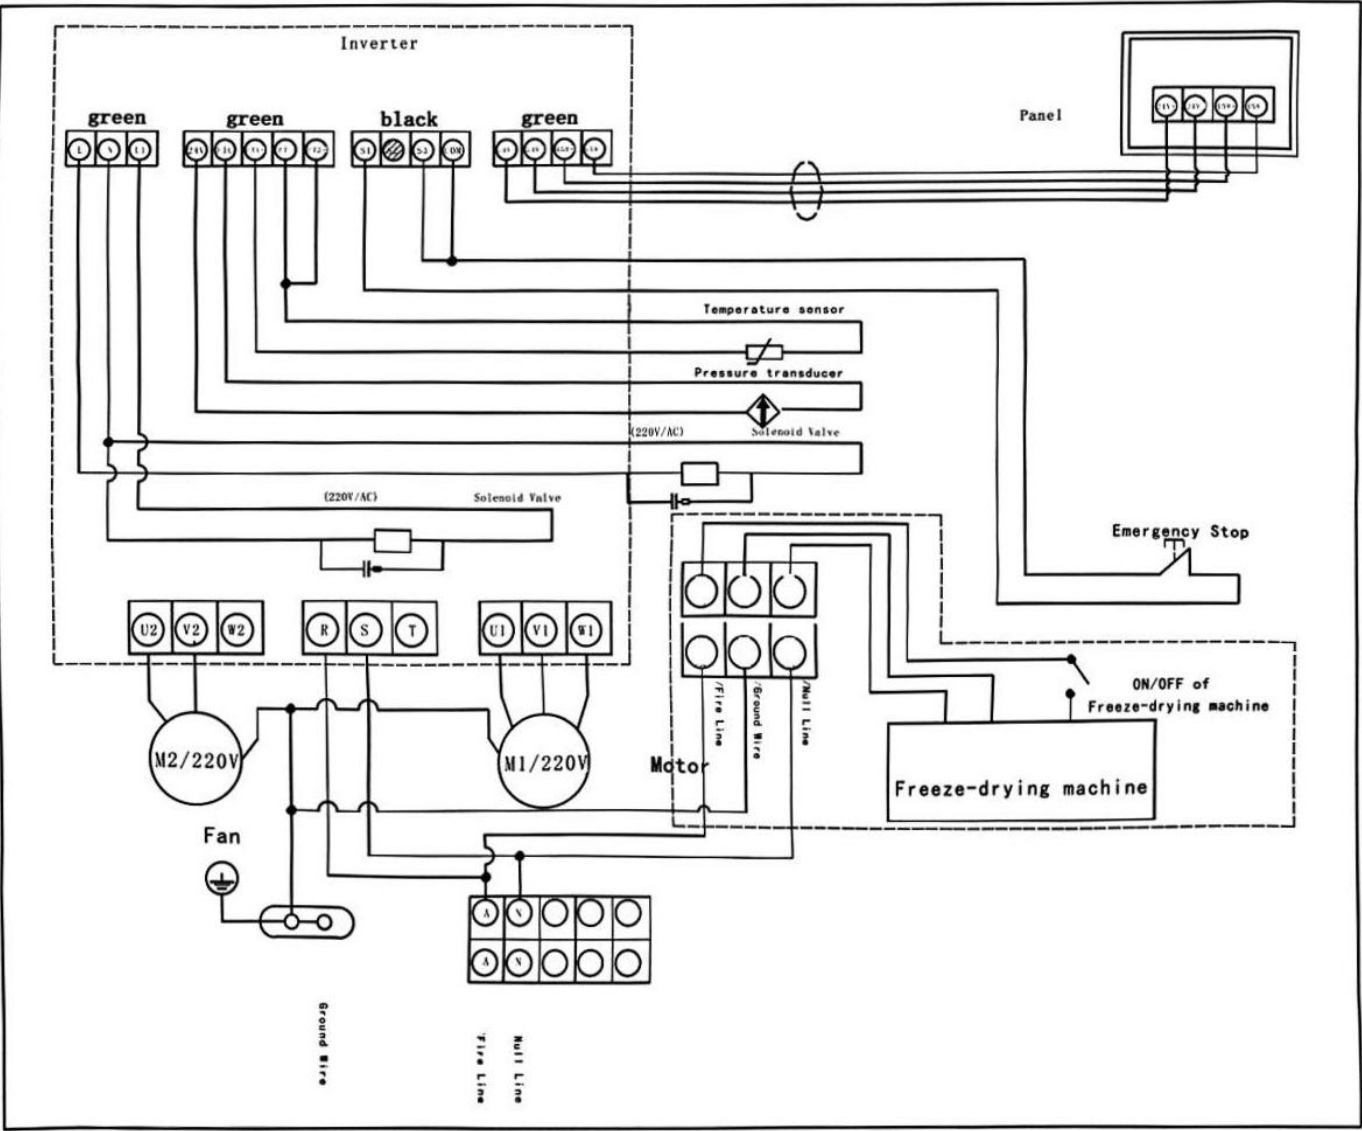 Inverter
green
green
black
green
Panel
L
N
24V
S1
S3
COM
Temperature sensor
Pressure transducer
(220V/AC)
Solenoid Valve
(220V/AC)
Solenoid Valve
Emergency Stop
U2 V2 W2
R S T
U1 V1 W1
/Fire Line
/Ground Wire
/Null Line
ON/OFF of
Freeze-drying machine
M2/220V
M1/220V
Motor
Freeze-drying machine
Fan
A N
A N
Ground Wire
Fire Line
Null Line